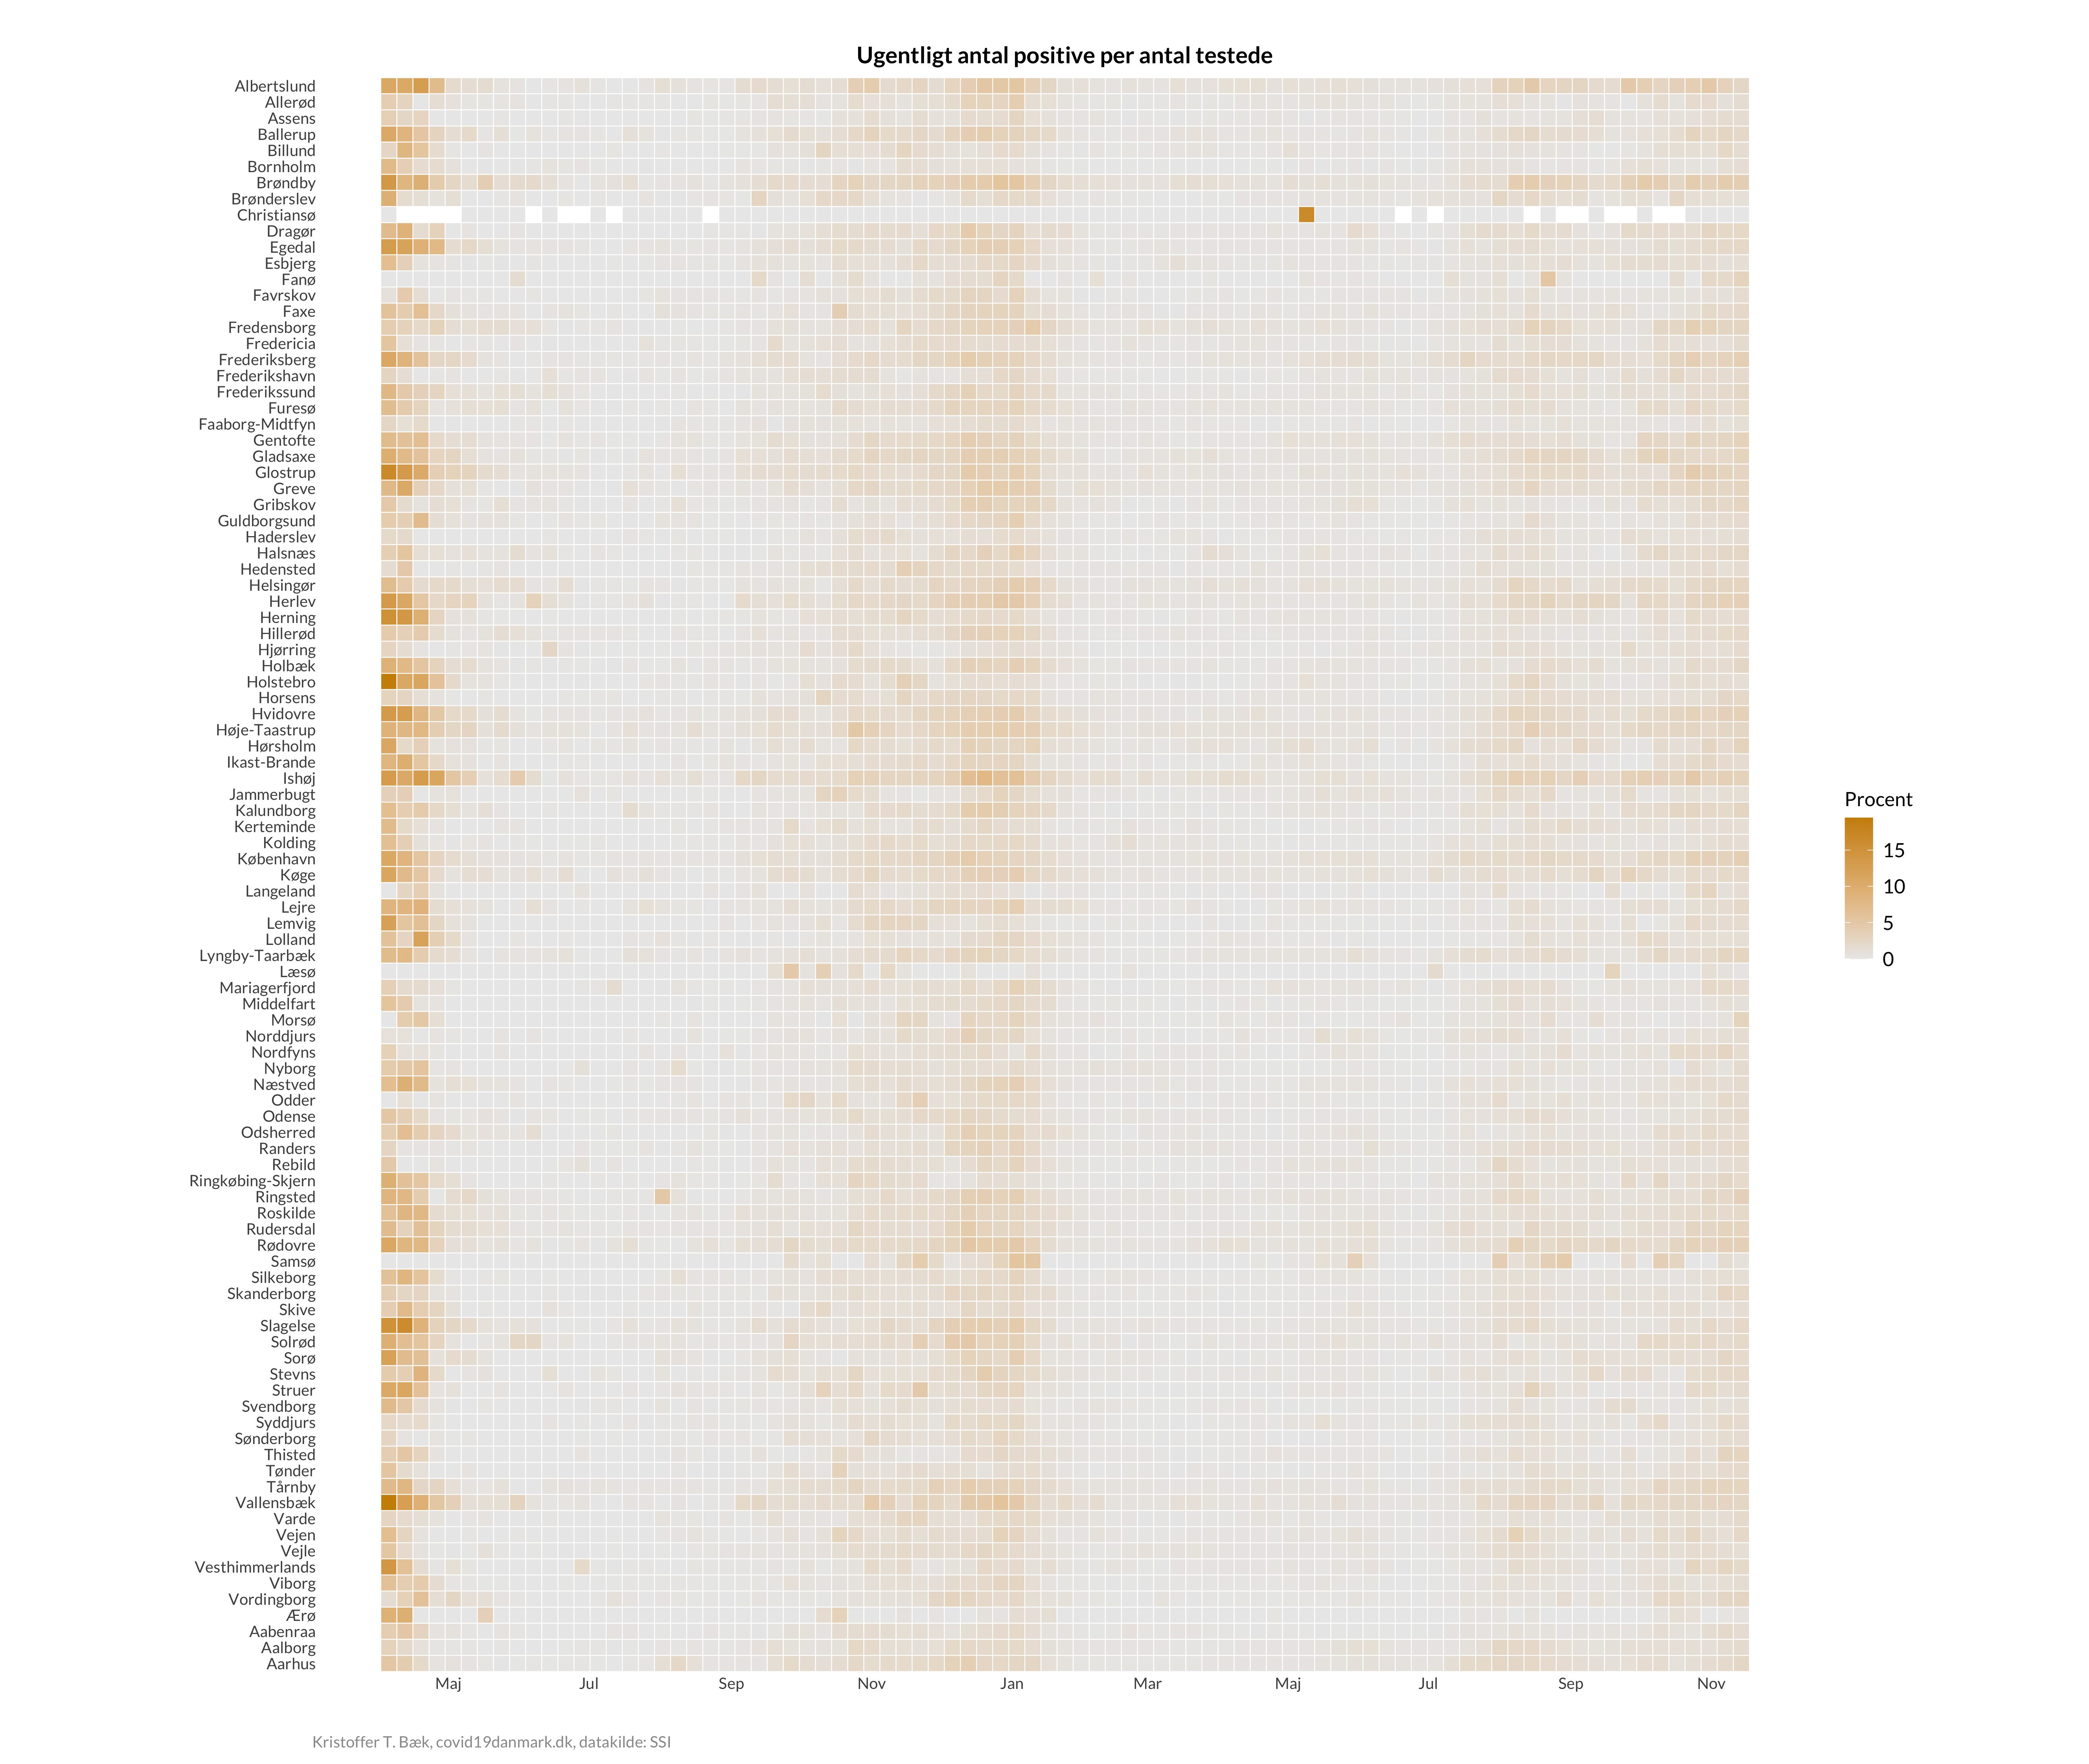 Ugentligt antal positive per antal testede
Albertslund
Allerød
Assens
Ballerup
Billund
Bornholm
Brøndby
Brønderslev
Christiansø
Dragør
Egedal
Esbjerg
Fanø
Favrskov
Faxe
Fredensborg
Fredericia
Frederiksberg
Frederikshavn
Frederikssund
Furesø
Faaborg-Midtfyn
Gentofte
Gladsaxe
Glostrup
Greve
Gribskov
Guldborgsund
Haderslev
Halsnæs
Hedensted
Helsingør
Herlev
Herning
Hillerød
Hjørring
Holbæk
Holstebro
Horsens
Hvidovre
Høje-Taastrup
Hørsholm
Ikast-Brande
Ishøj
Jammerbugt
Kalundborg
Kerteminde
Kolding
København
Køge
Langeland
Lejre
Lemvig
Lolland
Lyngby-Taarbæk
Læsø
Mariagerfjord
Middelfart
Morsø
Norddjurs
Nordfyns
Nyborg
Næstved
Odder
Odense
Odsherred
Randers
Rebild
Ringkøbing-Skjern
Ringsted
Roskilde
Rudersdal
Rødovre
Samsø
Silkeborg
Skanderborg
Skive
Slagelse
Solrød
Sorø
Stevns
Struer
Svendborg
Syddjurs
Sønderborg
Thisted
Tønder
Tårnby
Vallensbæk
Varde
Vejen
Vejle
Vesthimmerlands
Viborg
Vordingborg
Ærø
Aabenraa
Aalborg
Aarhus
Maj Jul Sep Nov Jan Mar Maj Jul Sep Nov
Procent
15
10
5
0
Kristoffer T. Bæk, covid19danmark.dk, datakilde: SSI